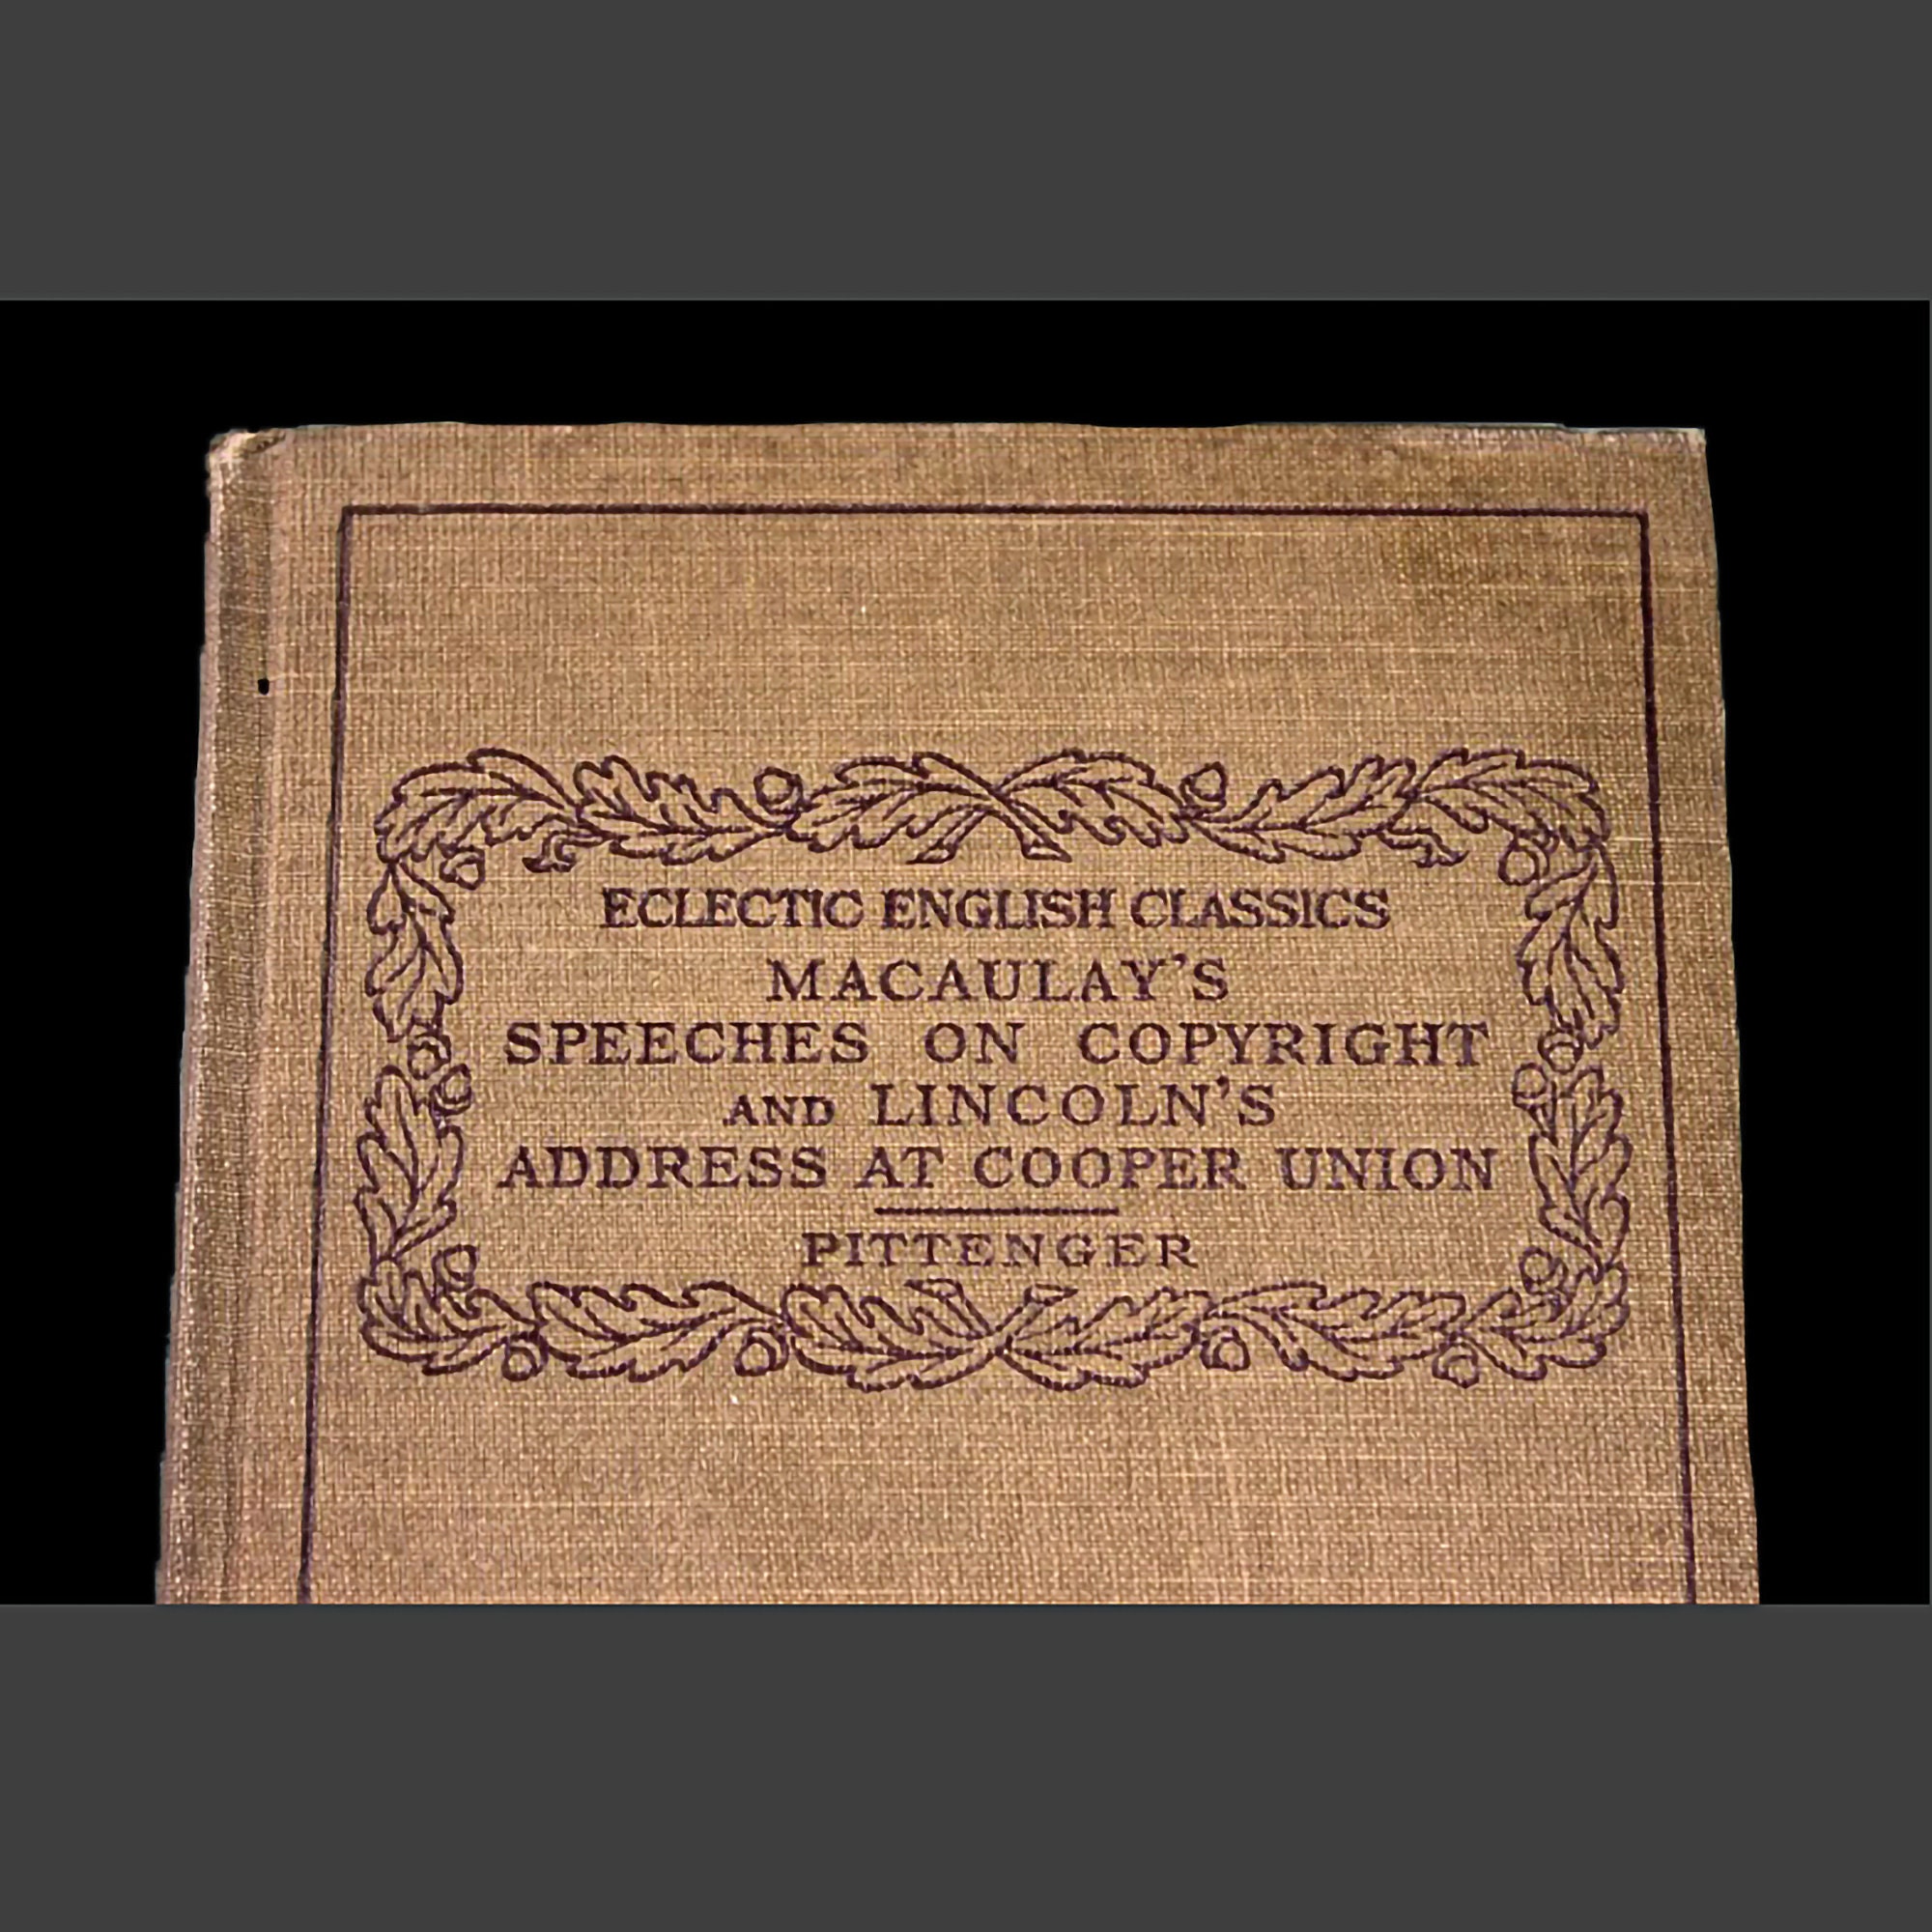 ECLECTIC ENGLISH CLASSICS
MACAULAY'S
SPEECHES ON COPYRIGHT
AND LINCOLN'S
ADDRESS AT COOPER UNION
PITTENGER